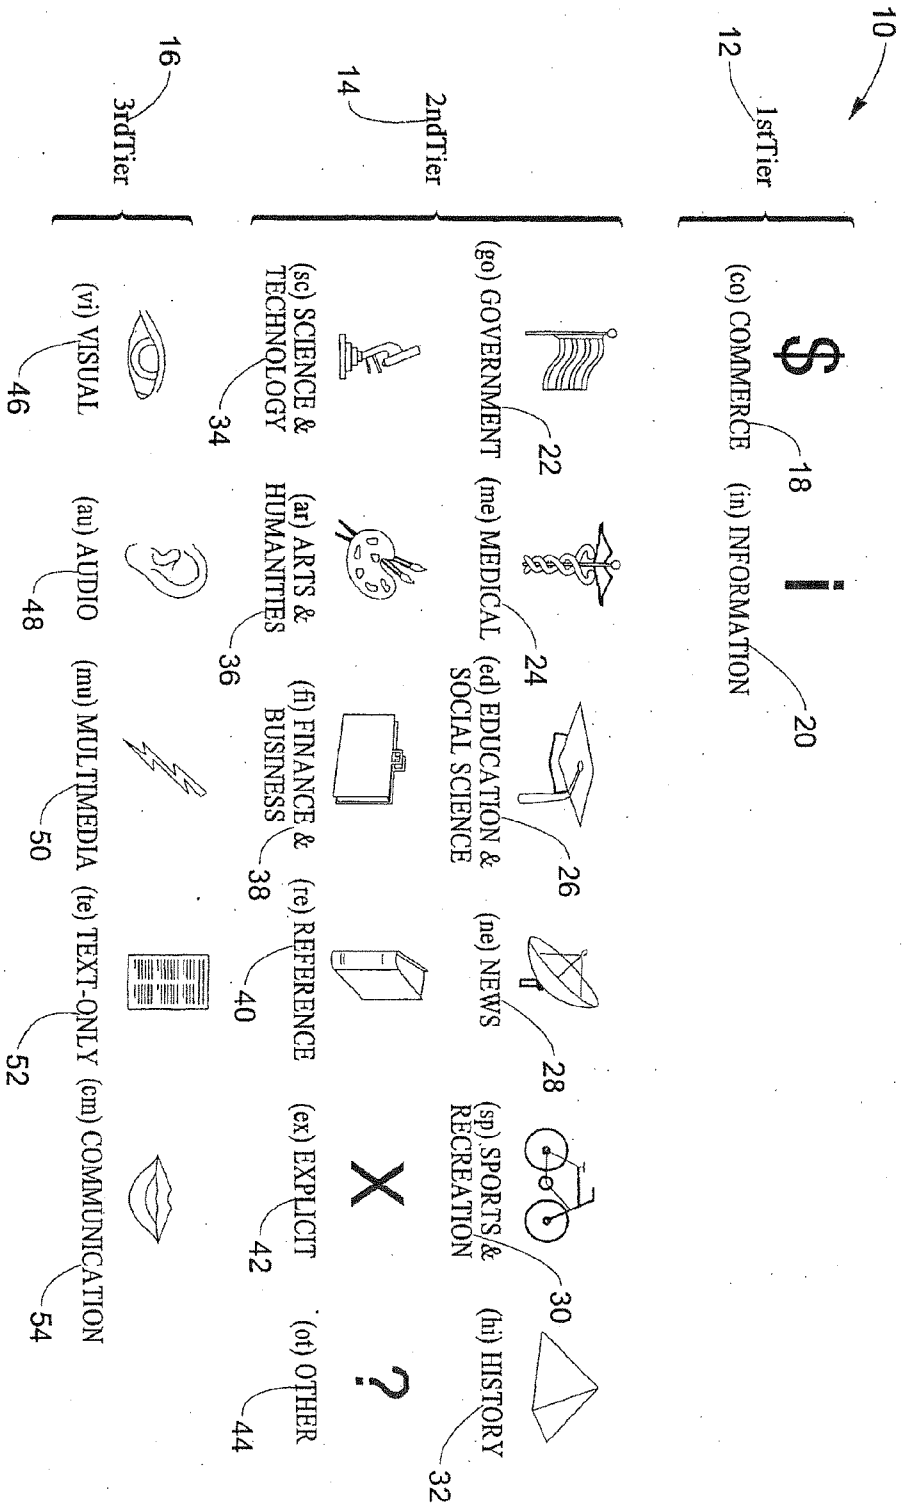 10
12
1stTier
$
i
(co) COMMERCE
18
(in) INFORMATION
20
14
2ndTier
(go) GOVERNMENT
22
(me) MEDICAL
24
(ed) EDUCATION &
SOCIAL SCIENCE
26
(ne) NEWS
28
(sp) SPORTS &
RECREATION
30
(hi) HISTORY
32
(sc) SCIENCE &
TECHNOLOGY
34
(ar) ARTS &
HUMANITIES
36
(fi) FINANCE &
BUSINESS
38
(re) REFERENCE
40
X
(ex) EXPLICIT
42
?
(ot) OTHER
44
16
3rdTier
(vi) VISUAL
46
(au) AUDIO
48
(mu) MULTIMEDIA
50
(te) TEXT-ONLY
52
(cm) COMMUNICATION
54